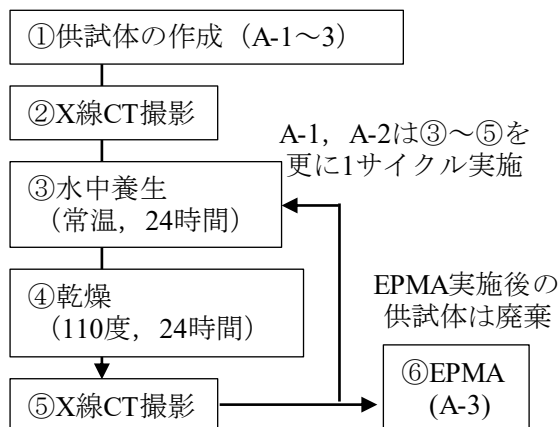 ①供試体の作成（A-1～3）
②X線CT撮影
A-1，A-2は③～⑤を
更に1サイクル実施
③水中養生
（常温，24時間）
④乾燥
（110度，24時間）
EPMA実施後の
供試体は廃棄
⑤X線CT撮影
⑥EPMA
(A-3)